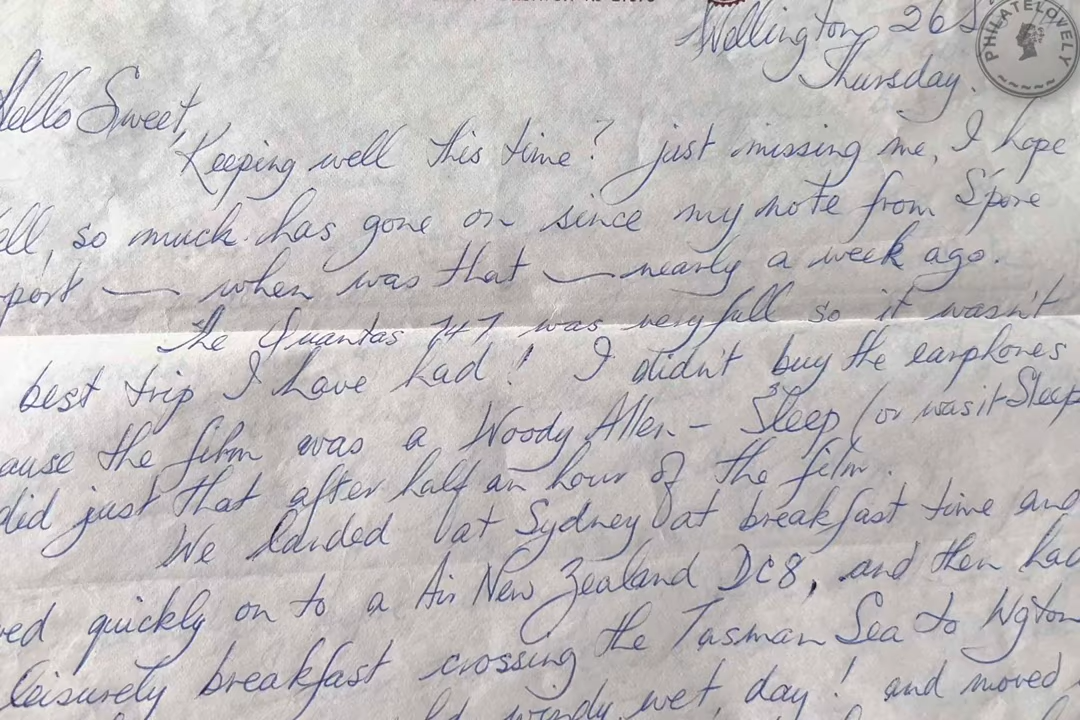 Wellington 26
Thursday.
PHILATELOVELY
Hello Sweet,
Keeping well this time? just missing me, I hope
ell, so much has gone on since my note from S'pore
port — when was that — nearly a week ago.
The Quantas 747 was very full so it wasn't
best trip I have had! I didn't buy the earphones
ause the film was a Woody Allen - Sleep (or was it Sleep
did just that after half an hour of the film.
We landed at Sydney at breakfast time and
ved quickly on to a Air New Zealand DC8, and then had
leisurely breakfast crossing the Tasman Sea to Wgton
windy, wet, day! and moved